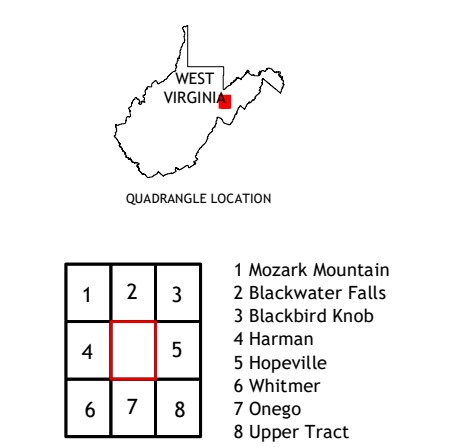 WEST
VIRGINIA
QUADRANGLE LOCATION
1 2 3
4 5
6 7 8
1 Mozark Mountain
2 Blackwater Falls
3 Blackbird Knob
4 Harman
5 Hopeville
6 Whitmer
7 Onego
8 Upper Tract